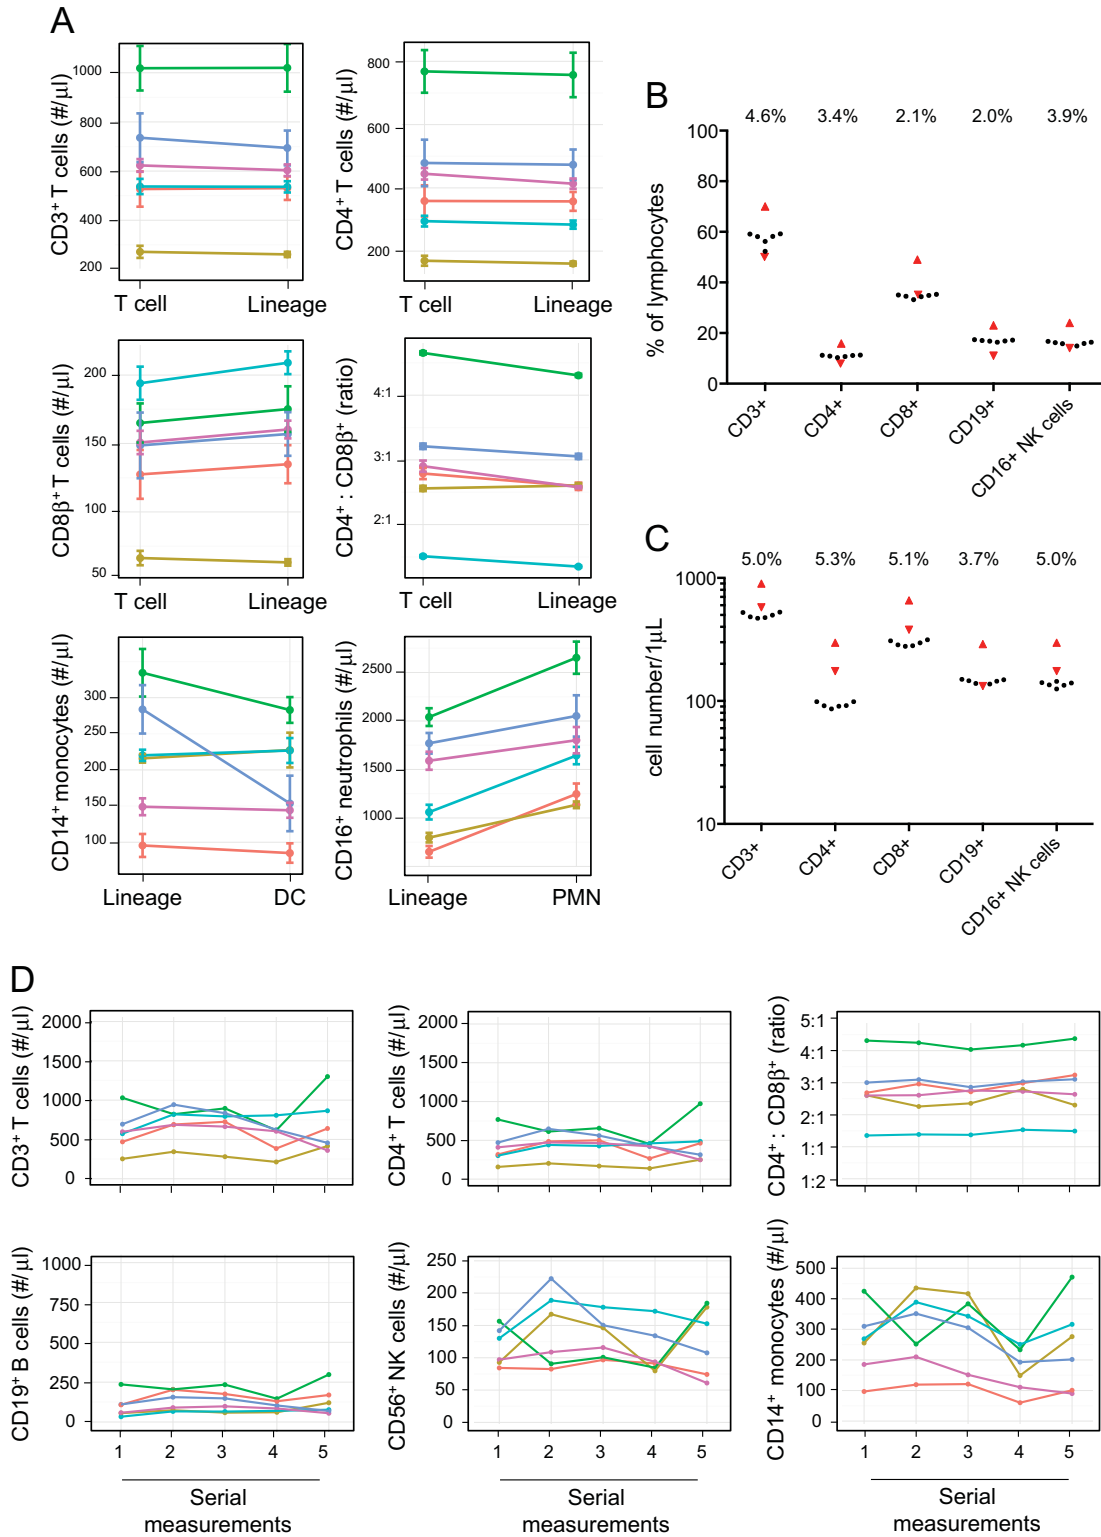 A
CD3⁺ T cells (#/µl)
1000
800
600
400
200
T cell
Lineage
CD4⁺ T cells (#/µl)
800
600
400
200
T cell
Lineage
CD8β⁺ T cells (#/µl)
200
150
100
50
T cell
Lineage
CD4⁺ : CD8β⁺ (ratio)
4:1
3:1
2:1
T cell
Lineage
CD14⁺ monocytes (#/µl)
300
250
200
150
100
Lineage
DC
CD16⁺ neutrophils (#/µl)
2500
2000
1500
1000
Lineage
PMN
B
4.6% 3.4% 2.1% 2.0% 3.9%
% of lymphocytes
100
80
60
40
20
0
CD3+
CD4+
CD8+
CD19+
CD16+ NK cells
C
5.0% 5.3% 5.1% 3.7% 5.0%
cell number/1µL
1000
100
10
CD3+
CD4+
CD8+
CD19+
CD16+ NK cells
D
CD3⁺ T cells (#/µl)
2000
1500
1000
500
0
CD4⁺ T cells (#/µl)
2000
1500
1000
500
0
CD4⁺ : CD8β⁺ (ratio)
5:1
4:1
3:1
2:1
1:1
1:2
CD19⁺ B cells (#/µl)
1000
750
500
250
0
1 2 3 4 5
Serial
measurements
CD56⁺ NK cells (#/µl)
250
200
150
100
50
0
1 2 3 4 5
Serial
measurements
CD14⁺ monocytes (#/µl)
500
400
300
200
100
0
1 2 3 4 5
Serial
measurements